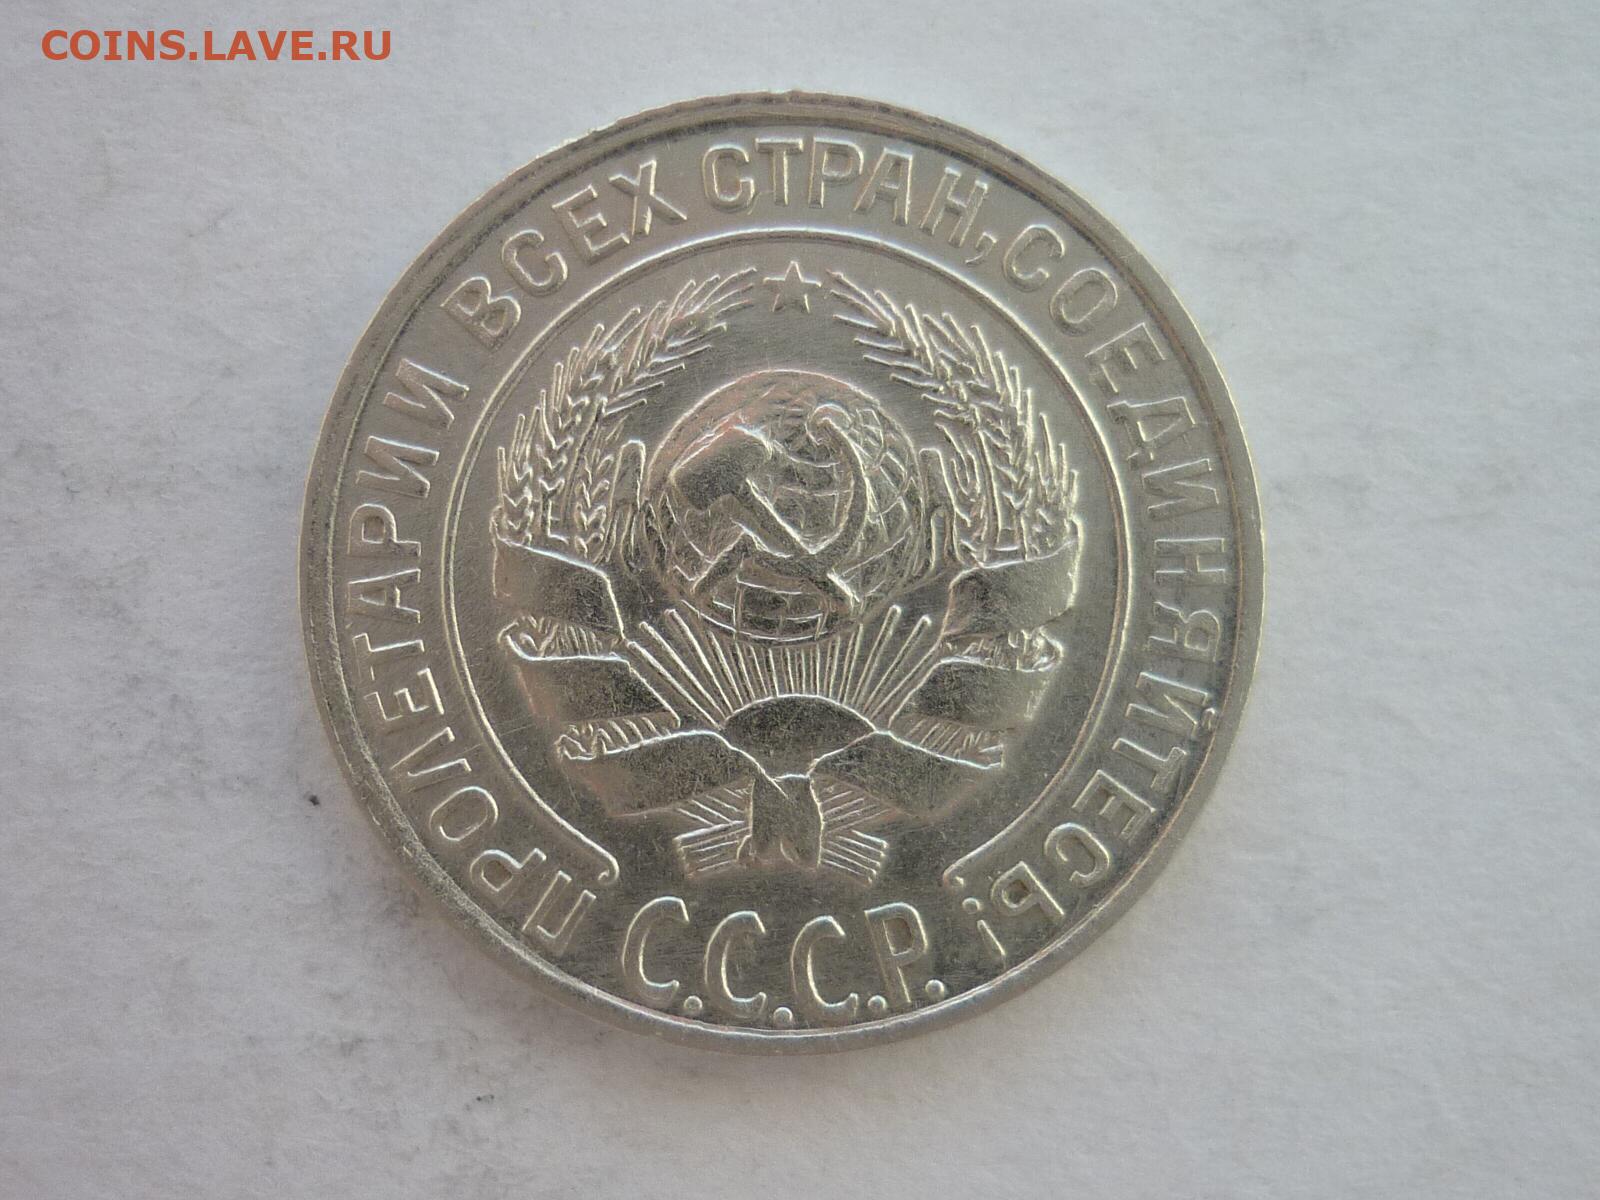 COINS.LAVE.RU
ПРОЛЕТАРИИ ВСЕХ СТРАН, СОЕДИНЯЙТЕСЬ!
С.С.С.Р.